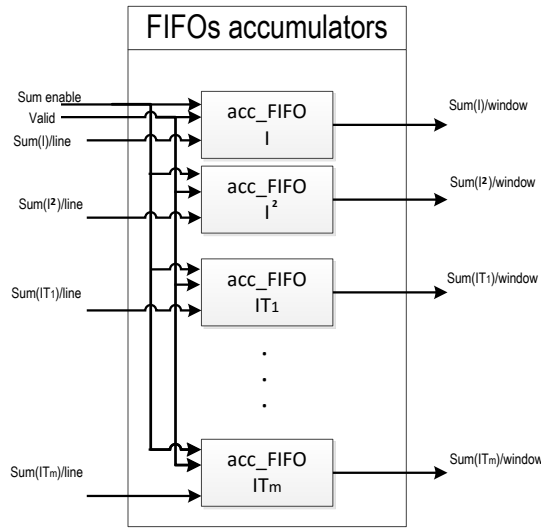 FIFOs accumulators
Sum enable
Valid
Sum(I)/line
acc_FIFO
I
Sum(I)/window
Sum(I²)/line
acc_FIFO
I²
Sum(I²)/window
Sum(IT₁)/line
acc_FIFO
IT₁
Sum(IT₁)/window
.
.
.
Sum(ITₘ)/line
acc_FIFO
ITₘ
Sum(ITₘ)/window